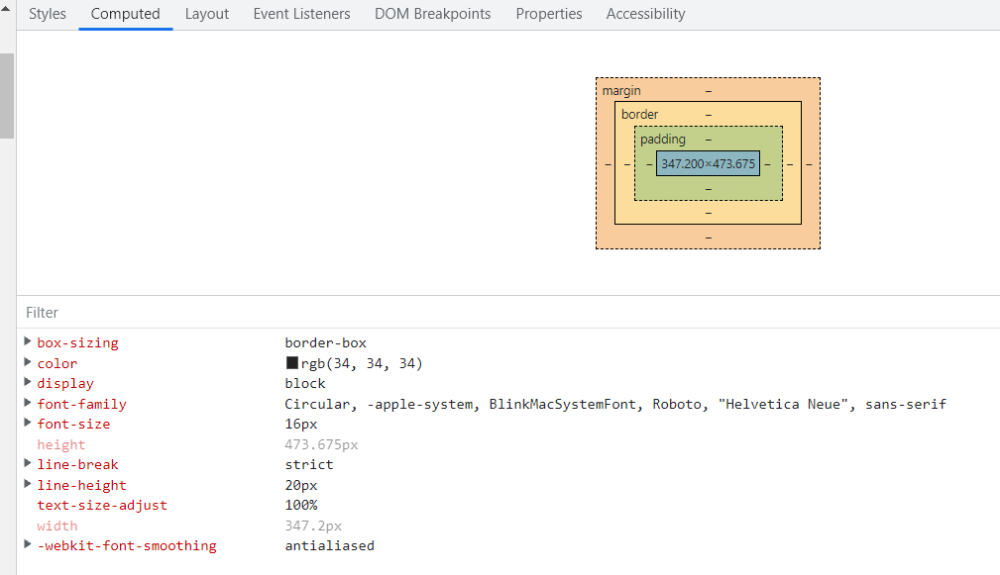 Styles Computed Layout Event Listeners DOM Breakpoints Properties Accessibility
margin –
border –
padding –
– – – 347.200×473.675 – – –
–
–
–
Filter
box-sizing border-box
color rgb(34, 34, 34)
display block
font-family Circular, -apple-system, BlinkMacSystemFont, Roboto, "Helvetica Neue", sans-serif
font-size 16px
height 473.675px
line-break strict
line-height 20px
text-size-adjust 100%
width 347.2px
-webkit-font-smoothing antialiased